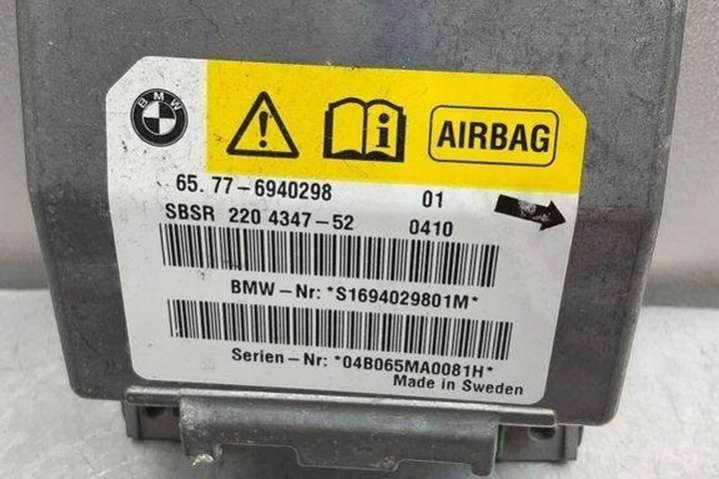 BMW
AIRBAG
65. 77-6940298 01
SBSR 220 4347-52 0410
BMW-Nr: *S1694029801M*
Serien-Nr: *04B065MA0081H*
Made in Sweden